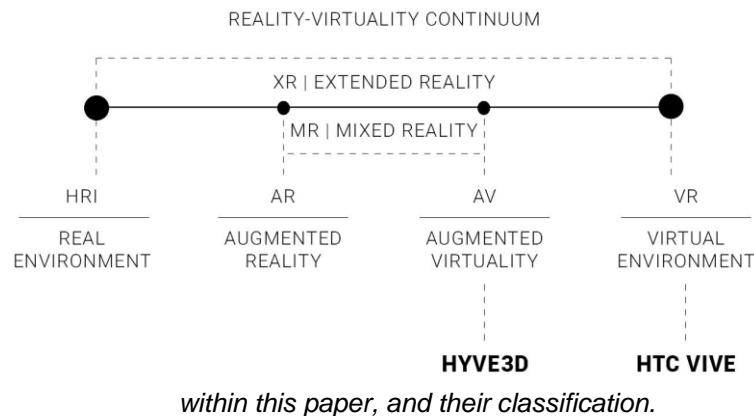 REALITY-VIRTUALITY CONTINUUM
XR | EXTENDED REALITY
MR | MIXED REALITY
HRI AR AV VR
REAL AUGMENTED AUGMENTED VIRTUAL
ENVIRONMENT REALITY VIRTUALITY ENVIRONMENT
HYVE3D HTC VIVE
within this paper, and their classification.